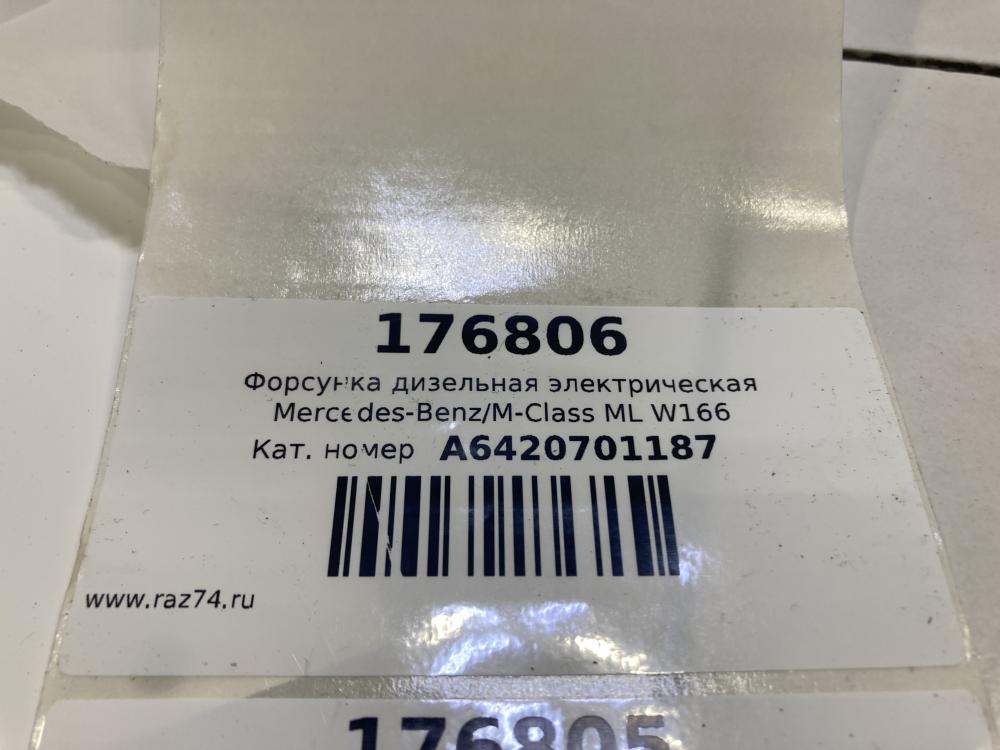 176806
Форсунка дизельная электрическая
Mercedes-Benz/M-Class ML W166
Кат. номер A6420701187
www.raz74.ru
176805